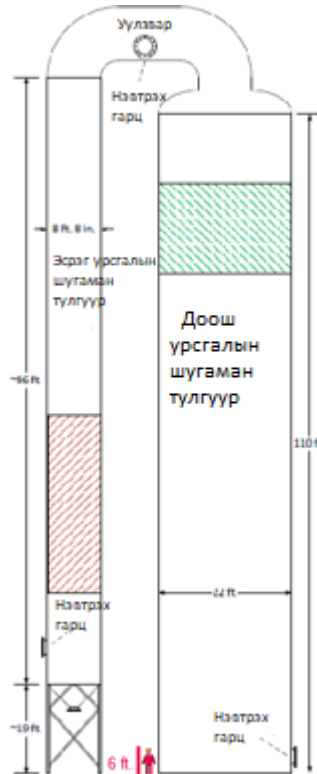 Уулзвар
Нэвтрэх
гарц
8 ft. 8 in.
Эсрэг урсгалын
шугаман
тулгуур
Доош
урсгалын
шугаман
тулгуур
~96 ft.
110 f
22 ft.
Нэвтрэх
гарц
Нэвтрэх
гарц
~19 ft.
6 ft.